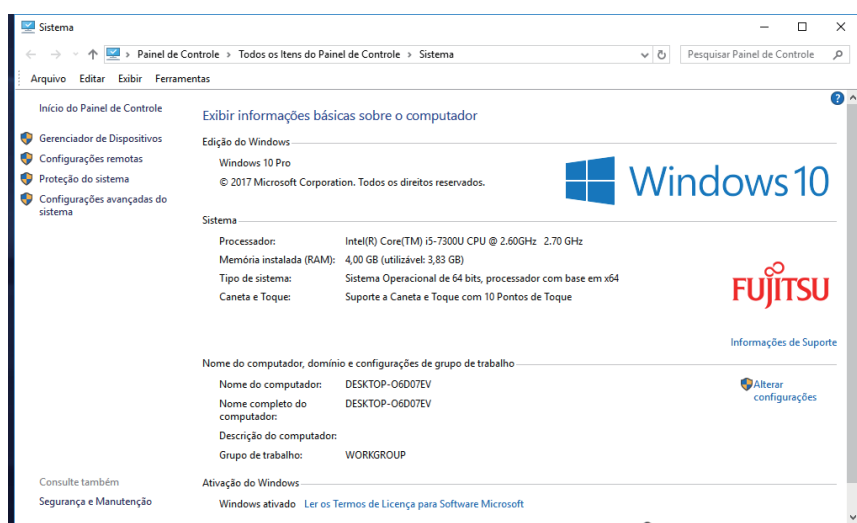 Sistema
Painel de Controle > Todos os Itens do Painel de Controle > Sistema
Pesquisar Painel de Controle
Arquivo Editar Exibir Ferramentas
Início do Painel de Controle
Gerenciador de Dispositivos
Configurações remotas
Proteção do sistema
Configurações avançadas do
sistema
Exibir informações básicas sobre o computador
Edição do Windows
Windows 10 Pro
© 2017 Microsoft Corporation. Todos os direitos reservados.
Windows 10
Sistema
Processador: Intel(R) Core(TM) i5-7300U CPU @ 2.60GHz 2.70 GHz
Memória instalada (RAM): 4,00 GB (utilizável: 3,83 GB)
Tipo de sistema: Sistema Operacional de 64 bits, processador com base em x64
Caneta e Toque: Suporte a Caneta e Toque com 10 Pontos de Toque
FUJITSU
Informações de Suporte
Nome do computador, domínio e configurações de grupo de trabalho
Nome do computador: DESKTOP-O6D07EV
Nome completo do DESKTOP-O6D07EV
computador:
Descrição do computador:
Grupo de trabalho: WORKGROUP
Alterar
configurações
Consulte também
Segurança e Manutenção
Ativação do Windows
Windows ativado Ler os Termos de Licença para Software Microsoft